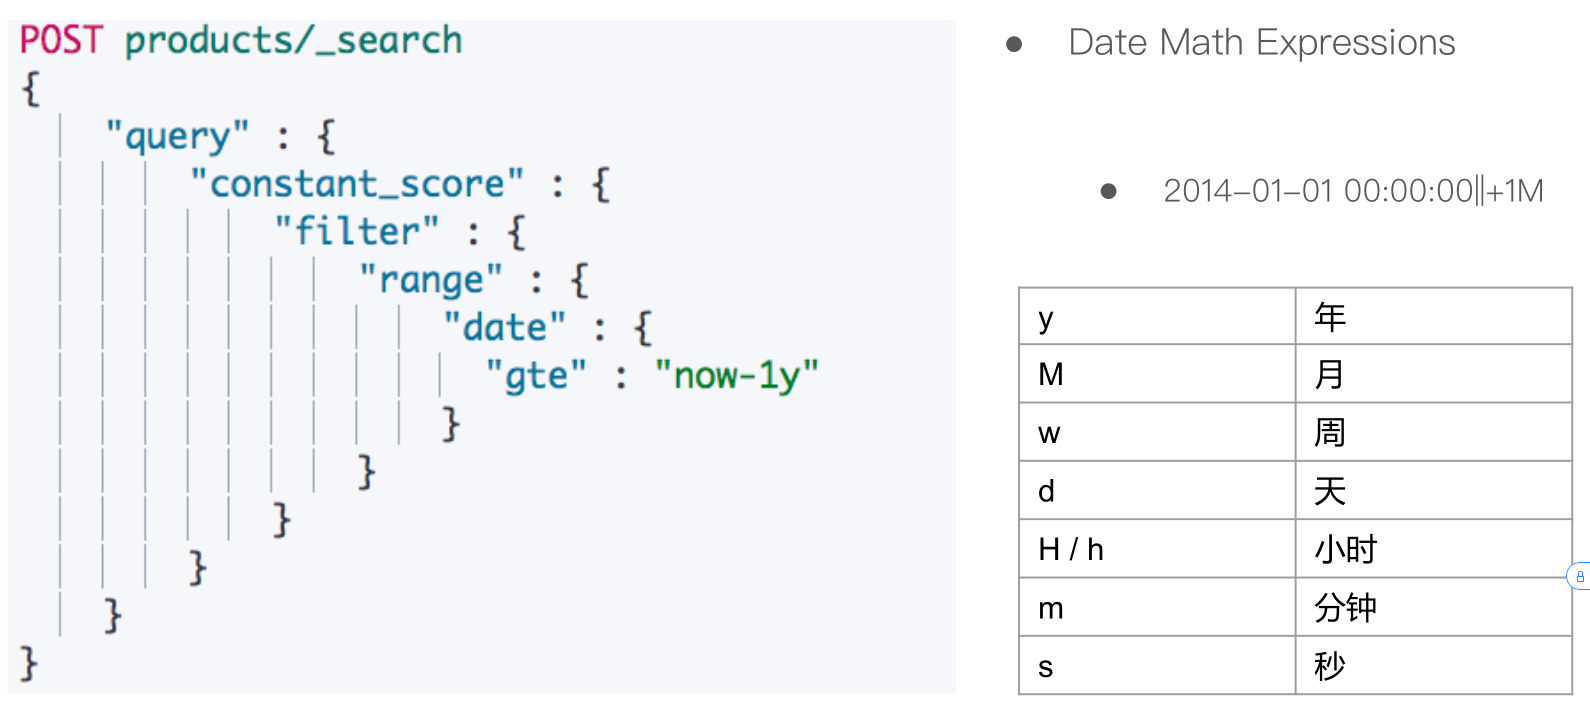 POST products/_search
{
"query" : {
"constant_score" : {
"filter" : {
"range" : {
"date" : {
"gte" : "now-1y"
}
}
}
}
}
}
● Date Math Expressions
● 2014-01-01 00:00:00||+1M
y 年
M 月
w 周
d 天
H / h 小时
m 分钟
s 秒